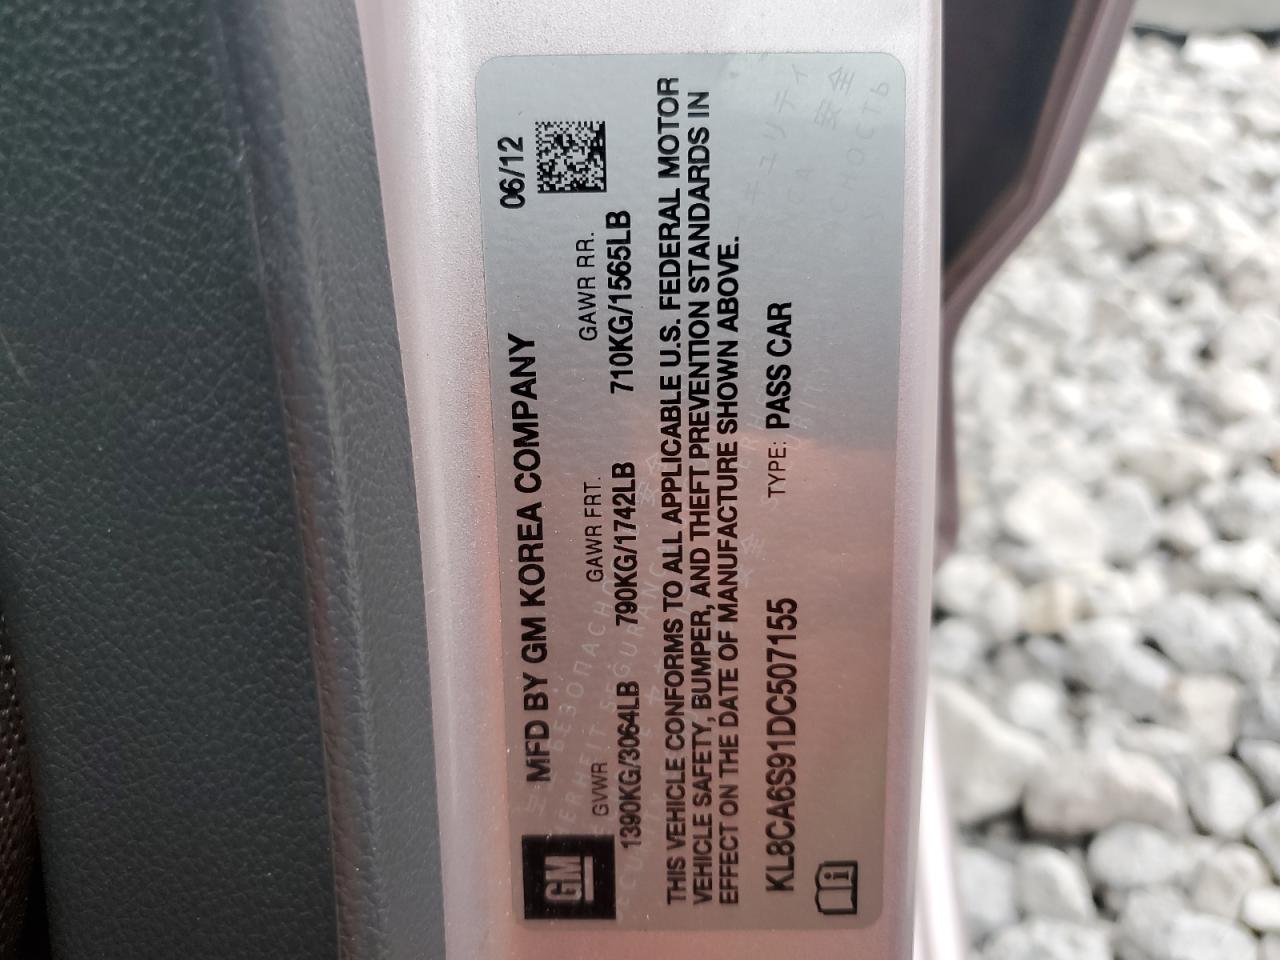 GM
MFD BY GM KOREA COMPANY 06/12
GVWR GAWR FRT. GAWR RR.
1390KG/3064LB 790KG/1742LB 710KG/1565LB
THIS VEHICLE CONFORMS TO ALL APPLICABLE U.S. FEDERAL MOTOR
VEHICLE SAFETY, BUMPER, AND THEFT PREVENTION STANDARDS IN
EFFECT ON THE DATE OF MANUFACTURE SHOWN ABOVE.
KL8CA6S91DC507155 TYPE: PASS CAR